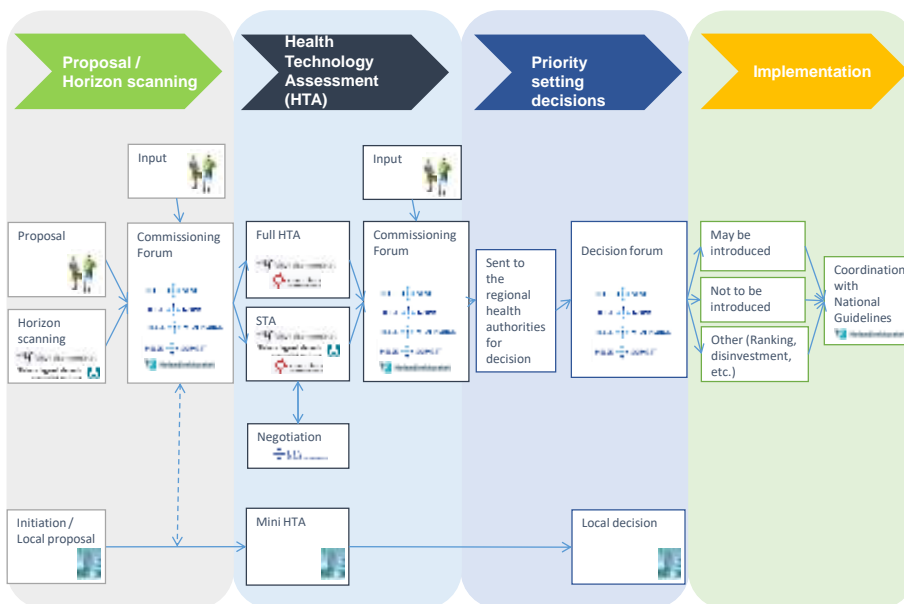 Proposal /
Horizon scanning
Health
Technology
Assessment
(HTA)
Priority
setting
decisions
Implementation
Input
Input
Proposal
Commissioning
Forum
Full HTA
Commissioning
Forum
Sent to
the
regional
health
authorities
for
decision
Decision forum
May be
introduced
Not to be
introduced
Other (Ranking,
disinvestment,
etc.)
Coordination
with
National
Guidelines
Horizon
scanning
STA
Negotiation
Initiation /
Local proposal
Mini HTA
Local decision